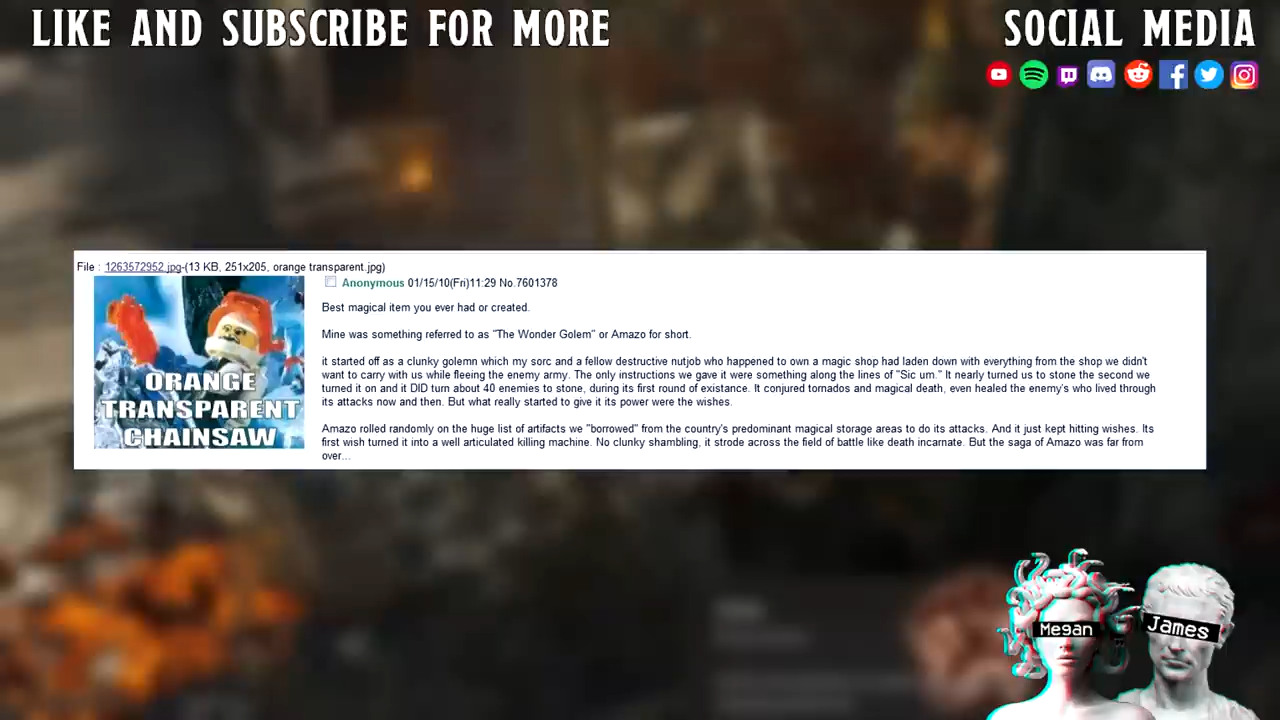 LIKE AND SUBSCRIBE FOR MORE
SOCIAL MEDIA
File : 1263572952.jpg-(13 KB, 251x205, orange transparent.jpg)
Anonymous 01/15/10(Fri)11:29 No.7601378
Best magical item you ever had or created.
Mine was something referred to as "The Wonder Golem" or Amazo for short.
it started off as a clunky golemn which my sorc and a fellow destructive nutjob who happened to own a magic shop had laden down with everything from the shop we didn't
want to carry with us while fleeing the enemy army. The only instructions we gave it were something along the lines of "Sic um." It nearly turned us to stone the second we
turned it on and it DID turn about 40 enemies to stone, during its first round of existance. It conjured tornados and magical death, even healed the enemy's who lived through
its attacks now and then. But what really started to give it its power were the wishes.
Amazo rolled randomly on the huge list of artifacts we "borrowed" from the country's predominant magical storage areas to do its attacks. And it just kept hitting wishes. Its
first wish turned it into a well articulated killing machine. No clunky shambling, it strode across the field of battle like death incarnate. But the saga of Amazo was far from
over...
ORANGE
TRANSPARENT
CHAINSAW
Megan
James